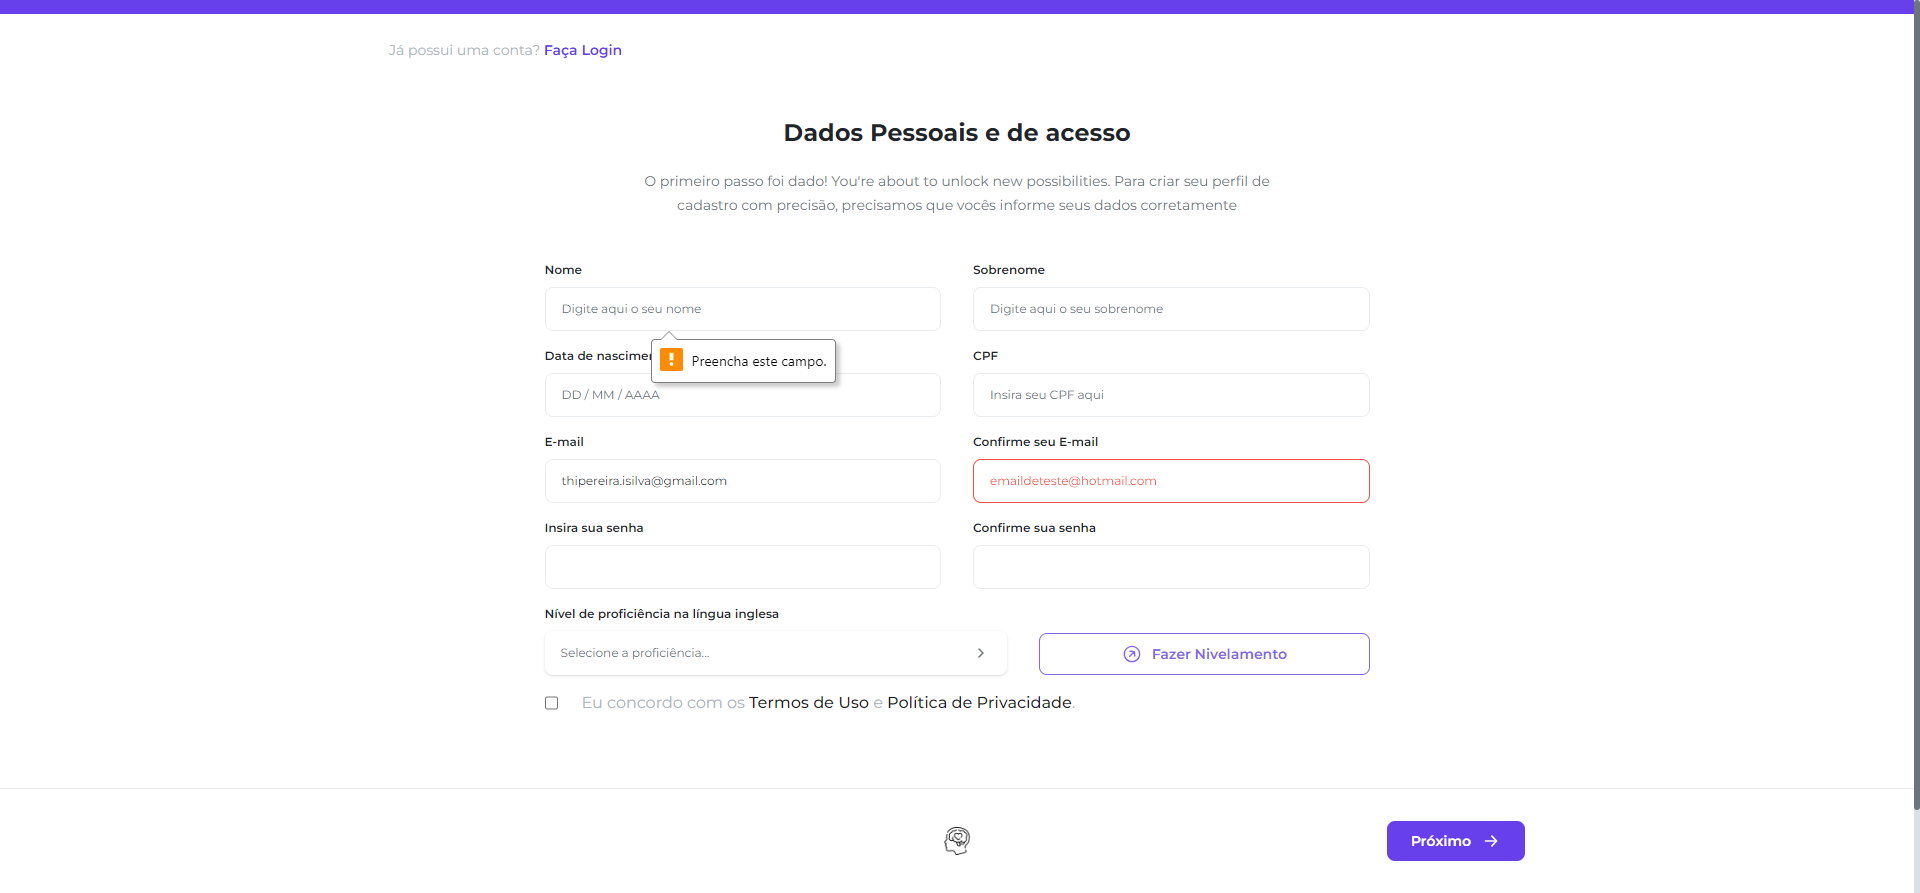 Já possui uma conta? Faça Login
Dados Pessoais e de acesso
O primeiro passo foi dado! You're about to unlock new possibilities. Para criar seu perfil de
cadastro com precisão, precisamos que vocês informe seus dados corretamente
Nome
Sobrenome
Digite aqui o seu nome
Digite aqui o seu sobrenome
Preencha este campo.
Data de
CPF
DD / MM / AAAA
Insira seu CPF aqui
E-mail
Confirme seu E-mail
thipereira.isilva@gmail.com
emaildeteste@hotmail.com
Insira sua senha
Confirme sua senha
Nível de proficiência na língua inglesa
Selecione a proficiência...
Fazer Nivelamento
Eu concordo com os Termos de Uso e Política de Privacidade.
Próximo